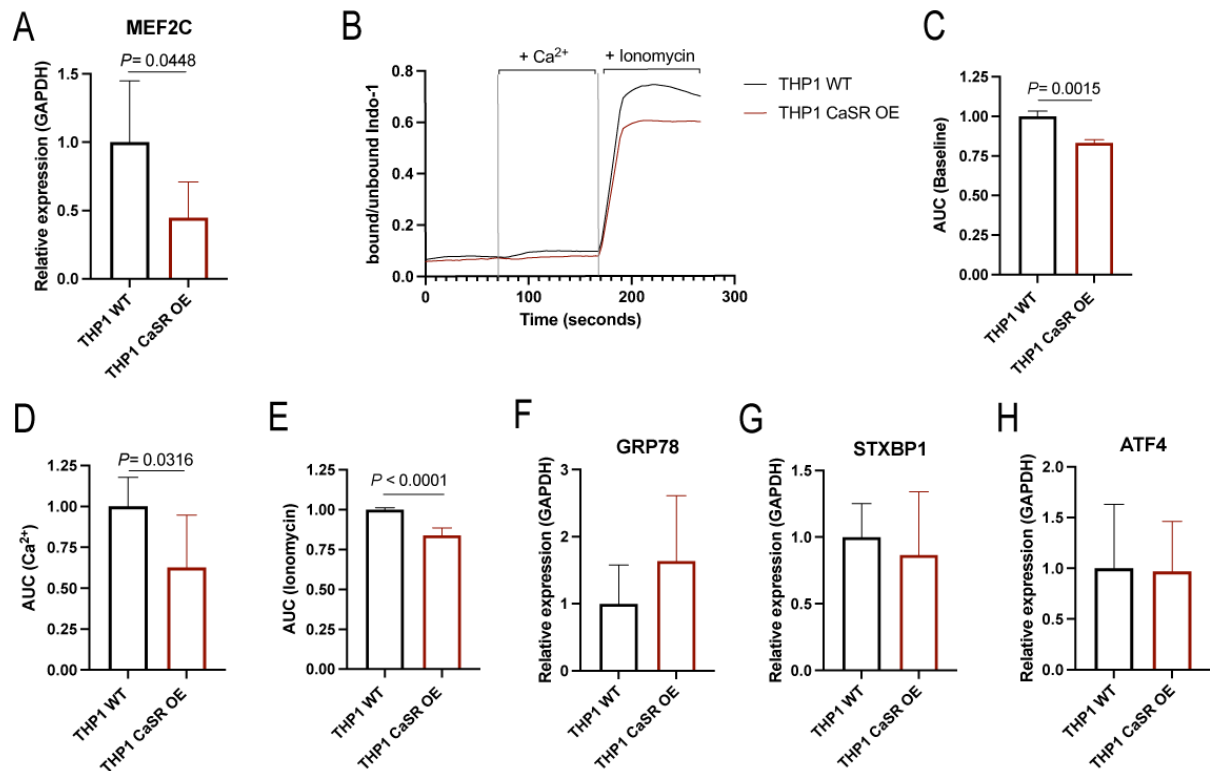 A
MEF2C
P= 0.0448
Relative expression (GAPDH)
1.5
1.0
0.5
0.0
THP1 WT
THP1 CaSR OE
B
+ Ca²⁺
+ Ionomycin
bound/unbound Indo-1
0.8
0.6
0.4
0.2
0.0
0
100
200
300
Time (seconds)
THP1 WT
THP1 CaSR OE
C
P= 0.0015
AUC (Baseline)
1.25
1.00
0.75
0.50
0.25
0.00
THP1 WT
THP1 CaSR OE
D
P= 0.0316
AUC (Ca²⁺)
1.25
1.00
0.75
0.50
0.25
0.00
THP1 WT
THP1 CaSR OE
E
P < 0.0001
AUC (Ionomycin)
1.25
1.00
0.75
0.50
0.25
0.00
THP1 WT
THP1 CaSR OE
F
GRP78
Relative expression (GAPDH)
3
2
1
0
THP1 WT
THP1 CaSR OE
G
STXBP1
Relative expression (GAPDH)
1.5
1.0
0.5
0.0
THP1 WT
THP1 CaSR OE
H
ATF4
Relative expression (GAPDH)
2.0
1.5
1.0
0.5
0.0
THP1 WT
THP1 CaSR OE